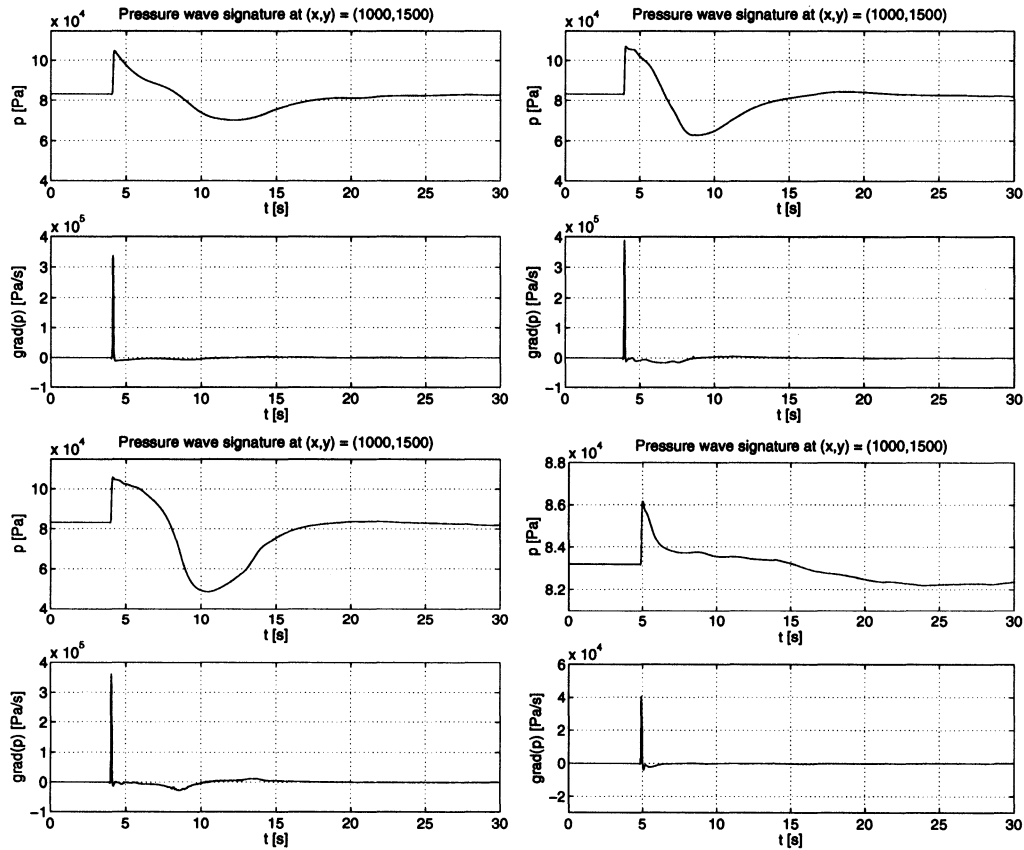 Pressure wave signature at (x,y) = (1000,1500)
x 10^4
p [Pa]
10
8
6
4
0 5 10 15 20 25 30
t [s]
x 10^5
grad(p) [Pa/s]
4
3
2
1
0
−1
0 5 10 15 20 25 30
t [s]
Pressure wave signature at (x,y) = (1000,1500)
x 10^4
p [Pa]
10
8
6
4
0 5 10 15 20 25 30
t [s]
x 10^5
grad(p) [Pa/s]
4
3
2
1
0
−1
0 5 10 15 20 25 30
t [s]
Pressure wave signature at (x,y) = (1000,1500)
x 10^4
p [Pa]
10
8
6
4
0 5 10 15 20 25 30
t [s]
x 10^5
grad(p) [Pa/s]
4
3
2
1
0
−1
0 5 10 15 20 25 30
t [s]
Pressure wave signature at (x,y) = (1000,1500)
x 10^4
p [Pa]
8.8
8.6
8.4
8.2
0 5 10 15 20 25 30
t [s]
x 10^4
grad(p) [Pa/s]
6
4
2
0
−2
0 5 10 15 20 25 30
t [s]